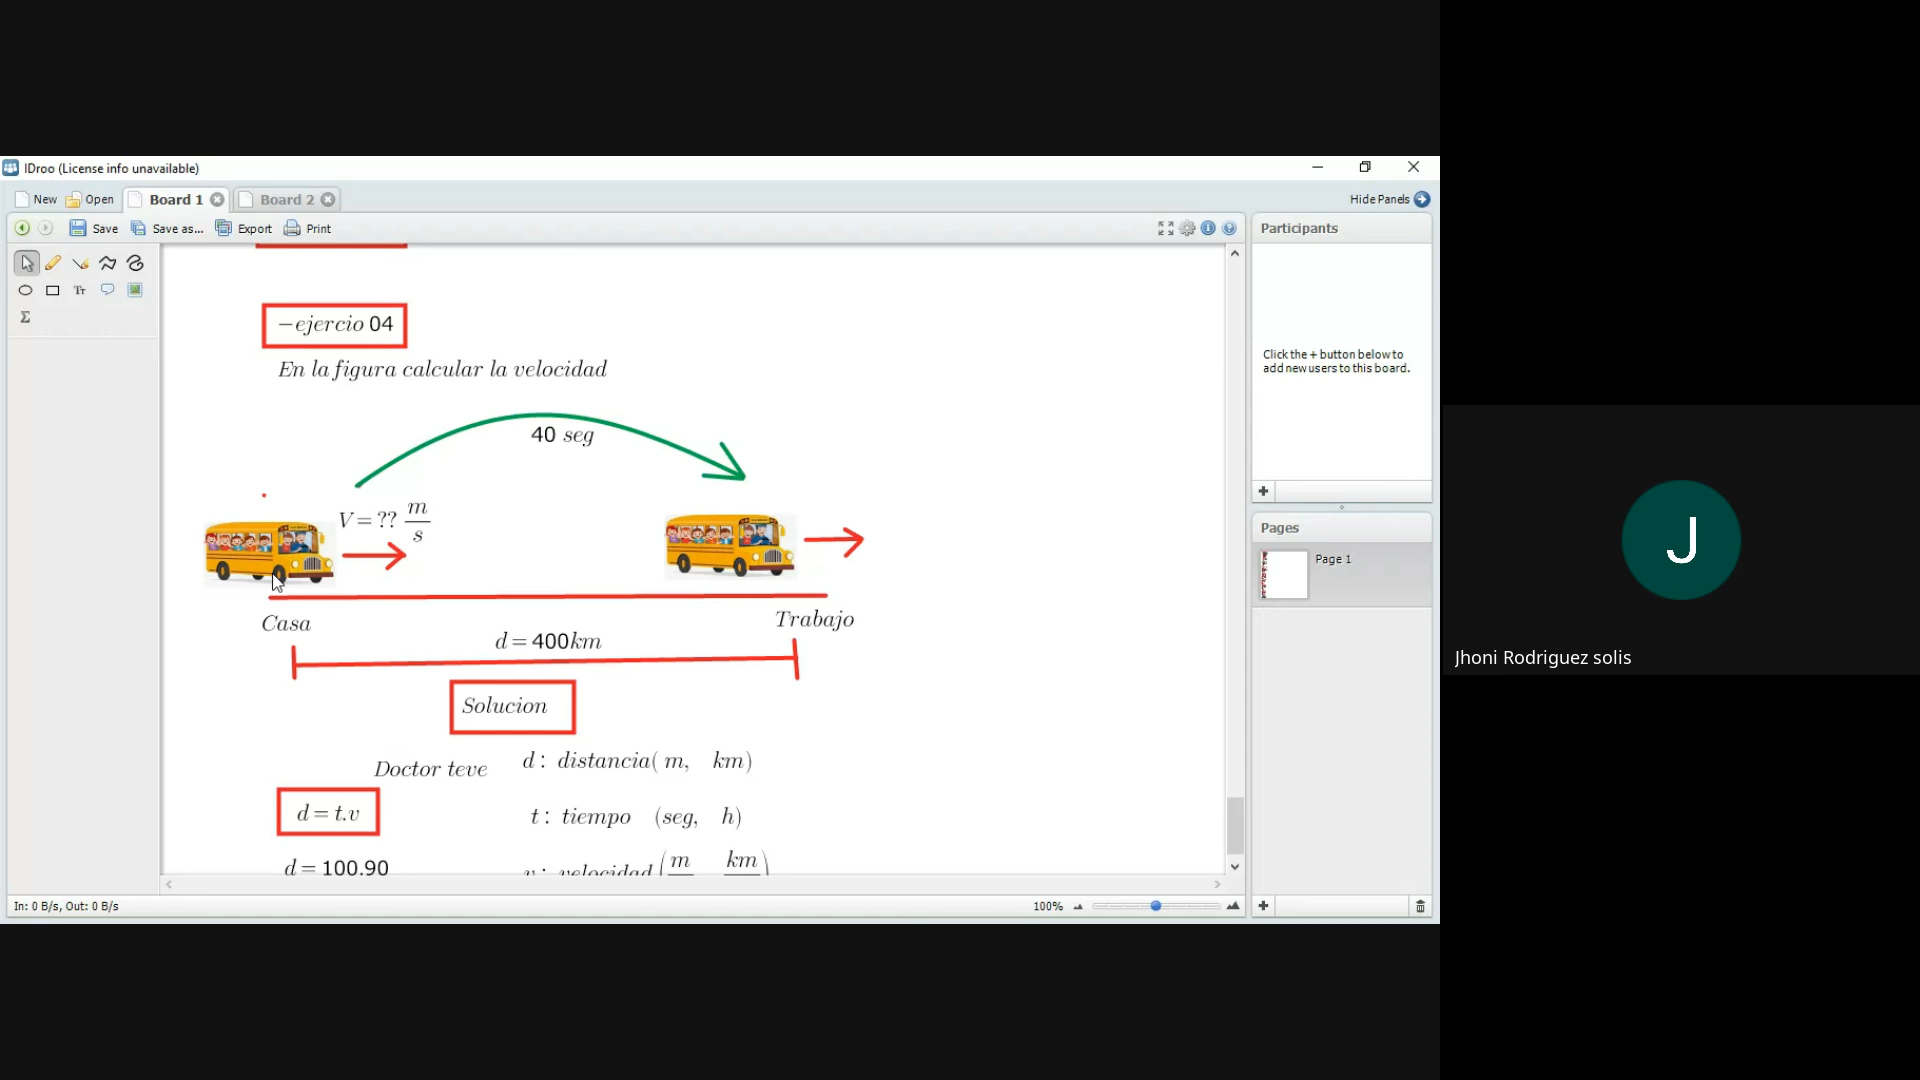 IDroo (License info unavailable)
New Open Board 1 Board 2 Hide Panels
Save Save as... Export Print
Participants
−ejercio 04
En la figura calcular la velocidad
40 seg
V = ?? m/s
Casa
Trabajo
d = 400km
Solucion
Doctor teve
d : distancia( m, km)
d = t.v
t : tiempo (seg, h)
d = 100.90
v : velocidad (m km)
Tr
Σ
Click the + button below to
add new users to this board.
Pages
Page 1
In: 0 B/s, Out: 0 B/s
100%
J
Jhoni Rodriguez solis